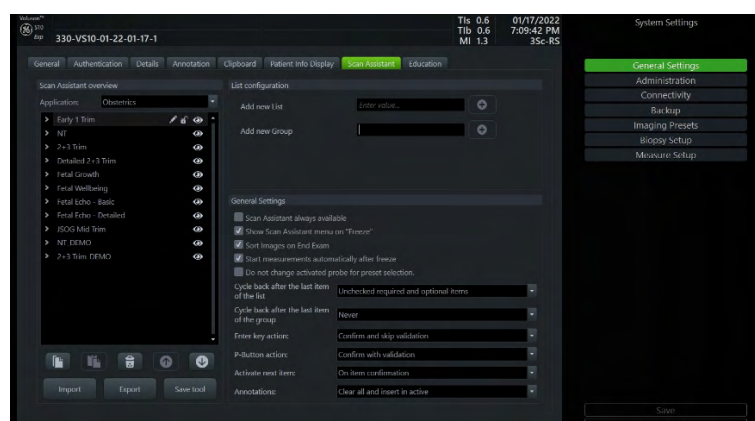 Voluson™
S10
Exp
330-VS10-01-22-01-17-1
TIs 0.6
TIb 0.6
MI 1.3
01/17/2022
7:09:42 PM
3Sc-RS
System Settings
General Authentication Details Annotation Clipboard Patient Info Display Scan Assistant Education
Scan Assistant overview
Application: Obstetrics
Early 1 Trim
NT
2+3 Trim
Detailed 2+3 Trim
Fetal Growth
Fetal Wellbeing
Fetal Echo - Basic
Fetal Echo - Detailed
JSOG Mid Trim
NT_DEMO
2+3 Trim_DEMO
Import Export Save tool
List configuration
Add new List Enter value...
Add new Group
General Settings
Scan Assistant always available
Show Scan Assistant menu on "Freeze"
Sort Images on End Exam
Start measurements automatically after freeze
Do not change activated probe for preset selection.
Cycle back after the last item
of the list
Unchecked required and optional items
Cycle back after the last item
of the group
Never
Enter key action: Confirm and skip validation
P-Button action: Confirm with validation
Activate next item: On item confirmation
Annotations: Clear all and insert in active
General Settings
Administration
Connectivity
Backup
Imaging Presets
Biopsy Setup
Measure Setup
Save